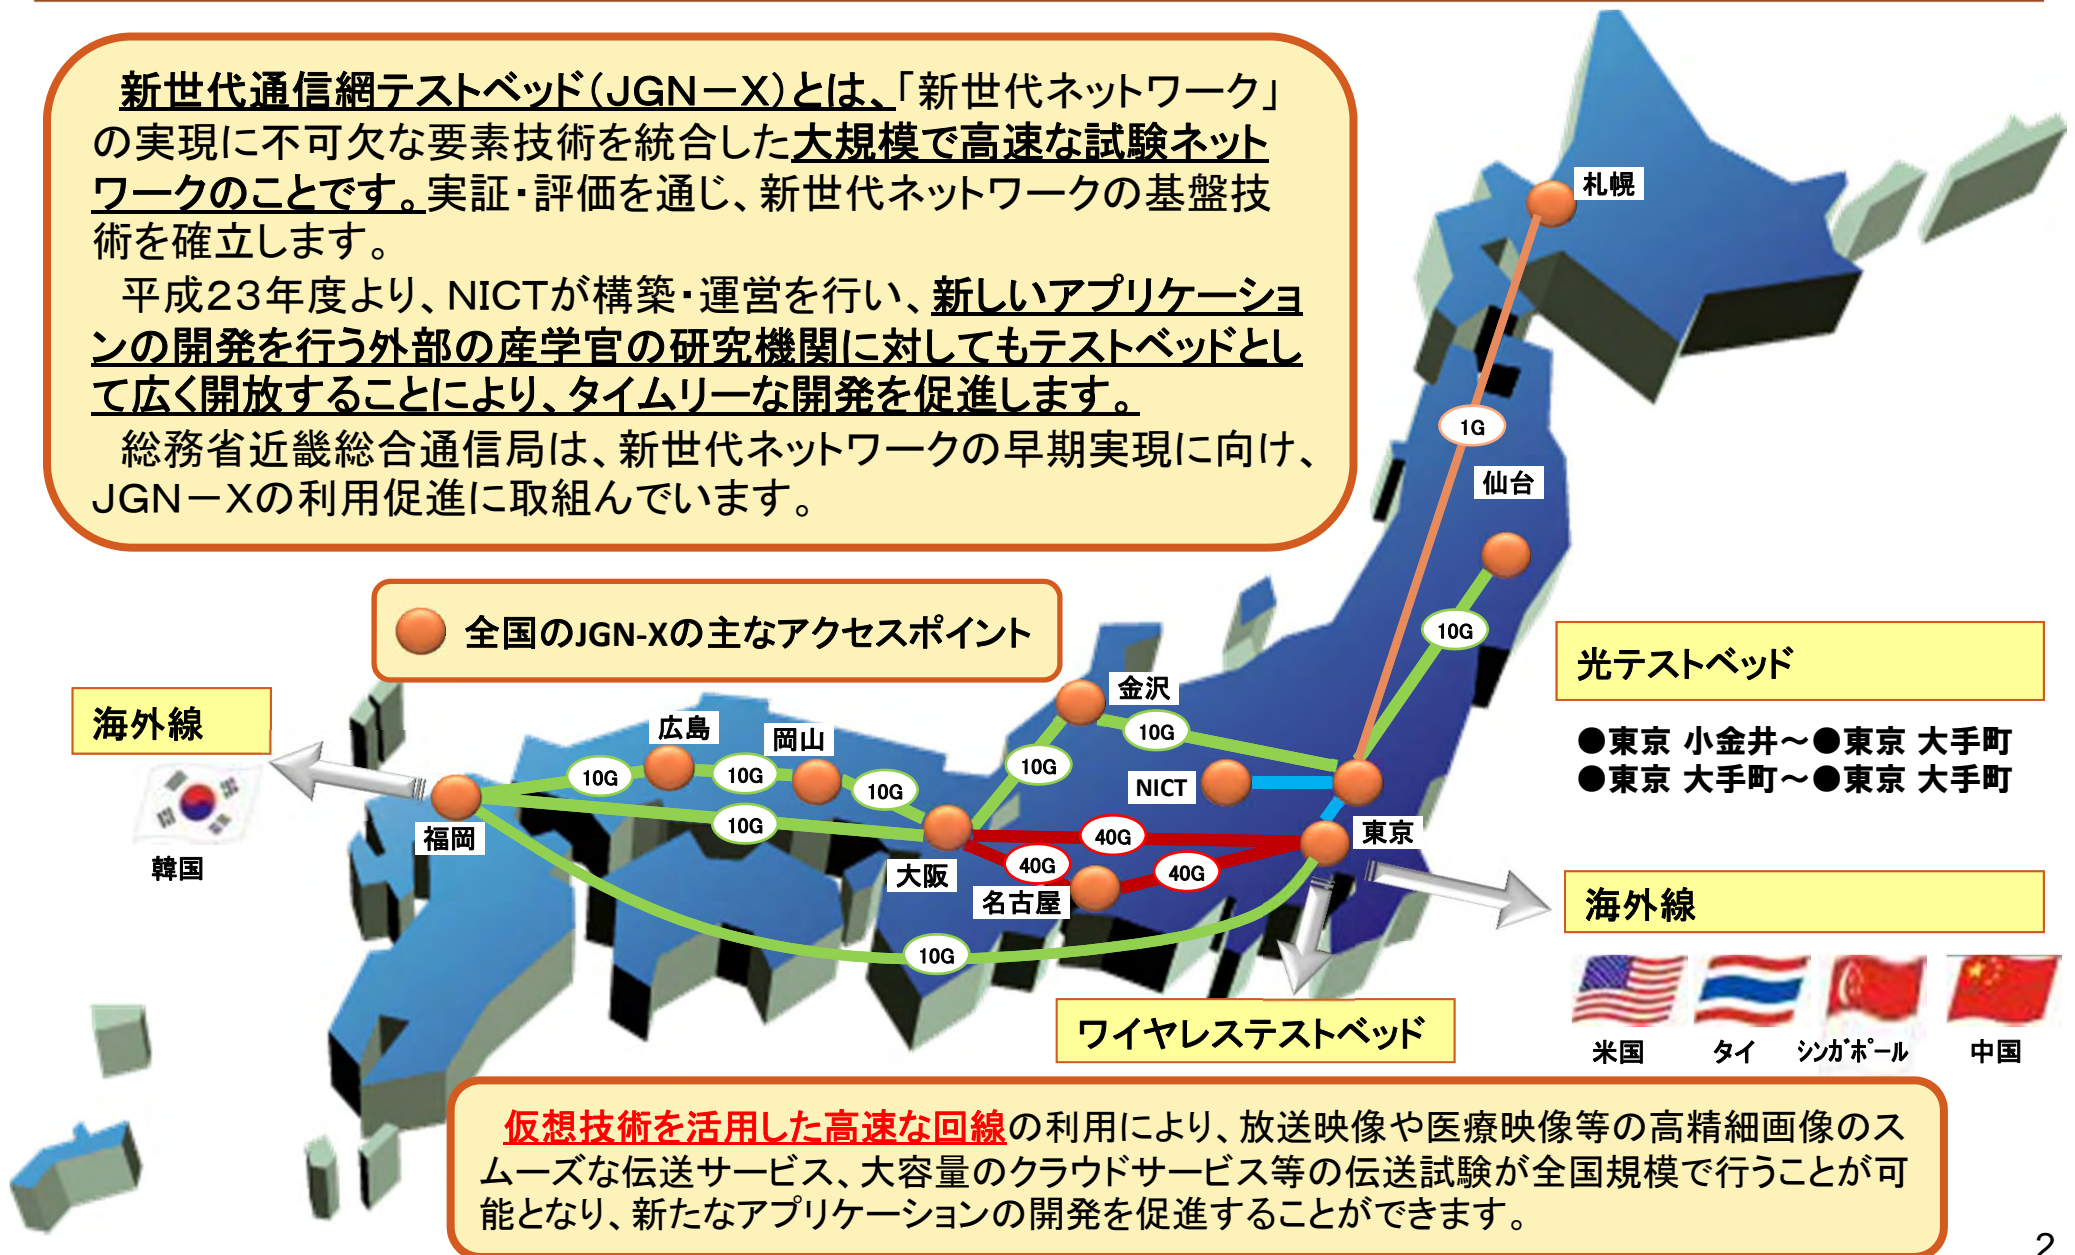 新世代通信網テストベッド（JGN－X）とは、「新世代ネットワーク」
の実現に不可欠な要素技術を統合した大規模で高速な試験ネット
ワークのことです。実証・評価を通じ、新世代ネットワークの基盤技
術を確立します。
平成23年度より、NICTが構築・運営を行い、新しいアプリケーショ
ンの開発を行う外部の産学官の研究機関に対してもテストベッドとし
て広く開放することにより、タイムリーな開発を促進します。
総務省近畿総合通信局は、新世代ネットワークの早期実現に向け、
JGN－Xの利用促進に取組んでいます。
札幌
1G
仙台
10G
全国のJGN-Xの主なアクセスポイント
光テストベッド
●東京 小金井～●東京 大手町
●東京 大手町～●東京 大手町
海外線
韓国
福岡
10G
広島
10G
岡山
10G
10G
大阪
10G
金沢
10G
NICT
40G
40G
名古屋
40G
東京
10G
海外線
米国
タイ
シンガポール
中国
ワイヤレステストベッド
仮想技術を活用した高速な回線の利用により、放送映像や医療映像等の高精細画像のス
ムーズな伝送サービス、大容量のクラウドサービス等の伝送試験が全国規模で行うことが可
能となり、新たなアプリケーションの開発を促進することができます。
2